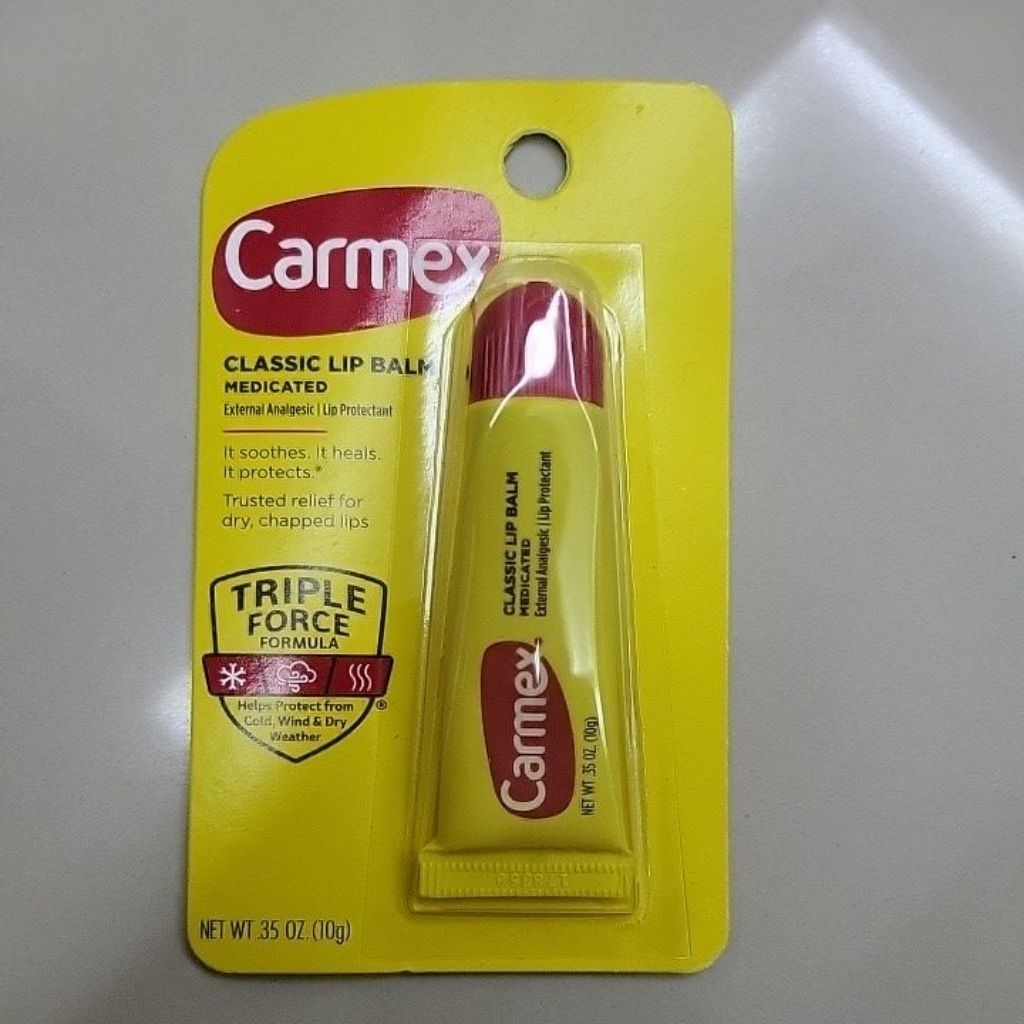 Carmex
CLASSIC LIP BALM
MEDICATED
External Analgesic | Lip Protectant
It soothes. It heals.
It protects.*
Trusted relief for
dry, chapped lips
TRIPLE
FORCE
FORMULA
Helps Protect from
Cold, Wind & Dry
Weather
®
NET WT .35 OZ. (10g)
CLASSIC LIP BALM
MEDICATED
External Analgesic | Lip Protectant
Carmex
NET WT .35 OZ. (10g)